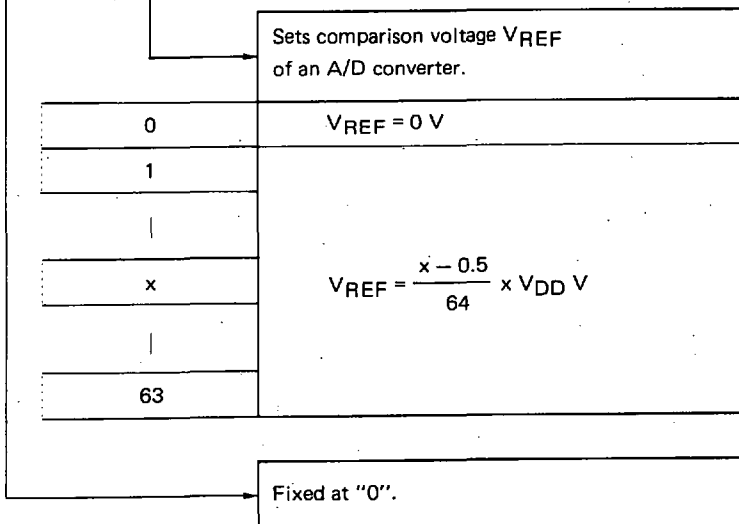 Sets comparison voltage VREF
of an A/D converter.
0
VREF = 0 V
1
x
VREF = x − 0.5 / 64 x VDD V
63
Fixed at "0".